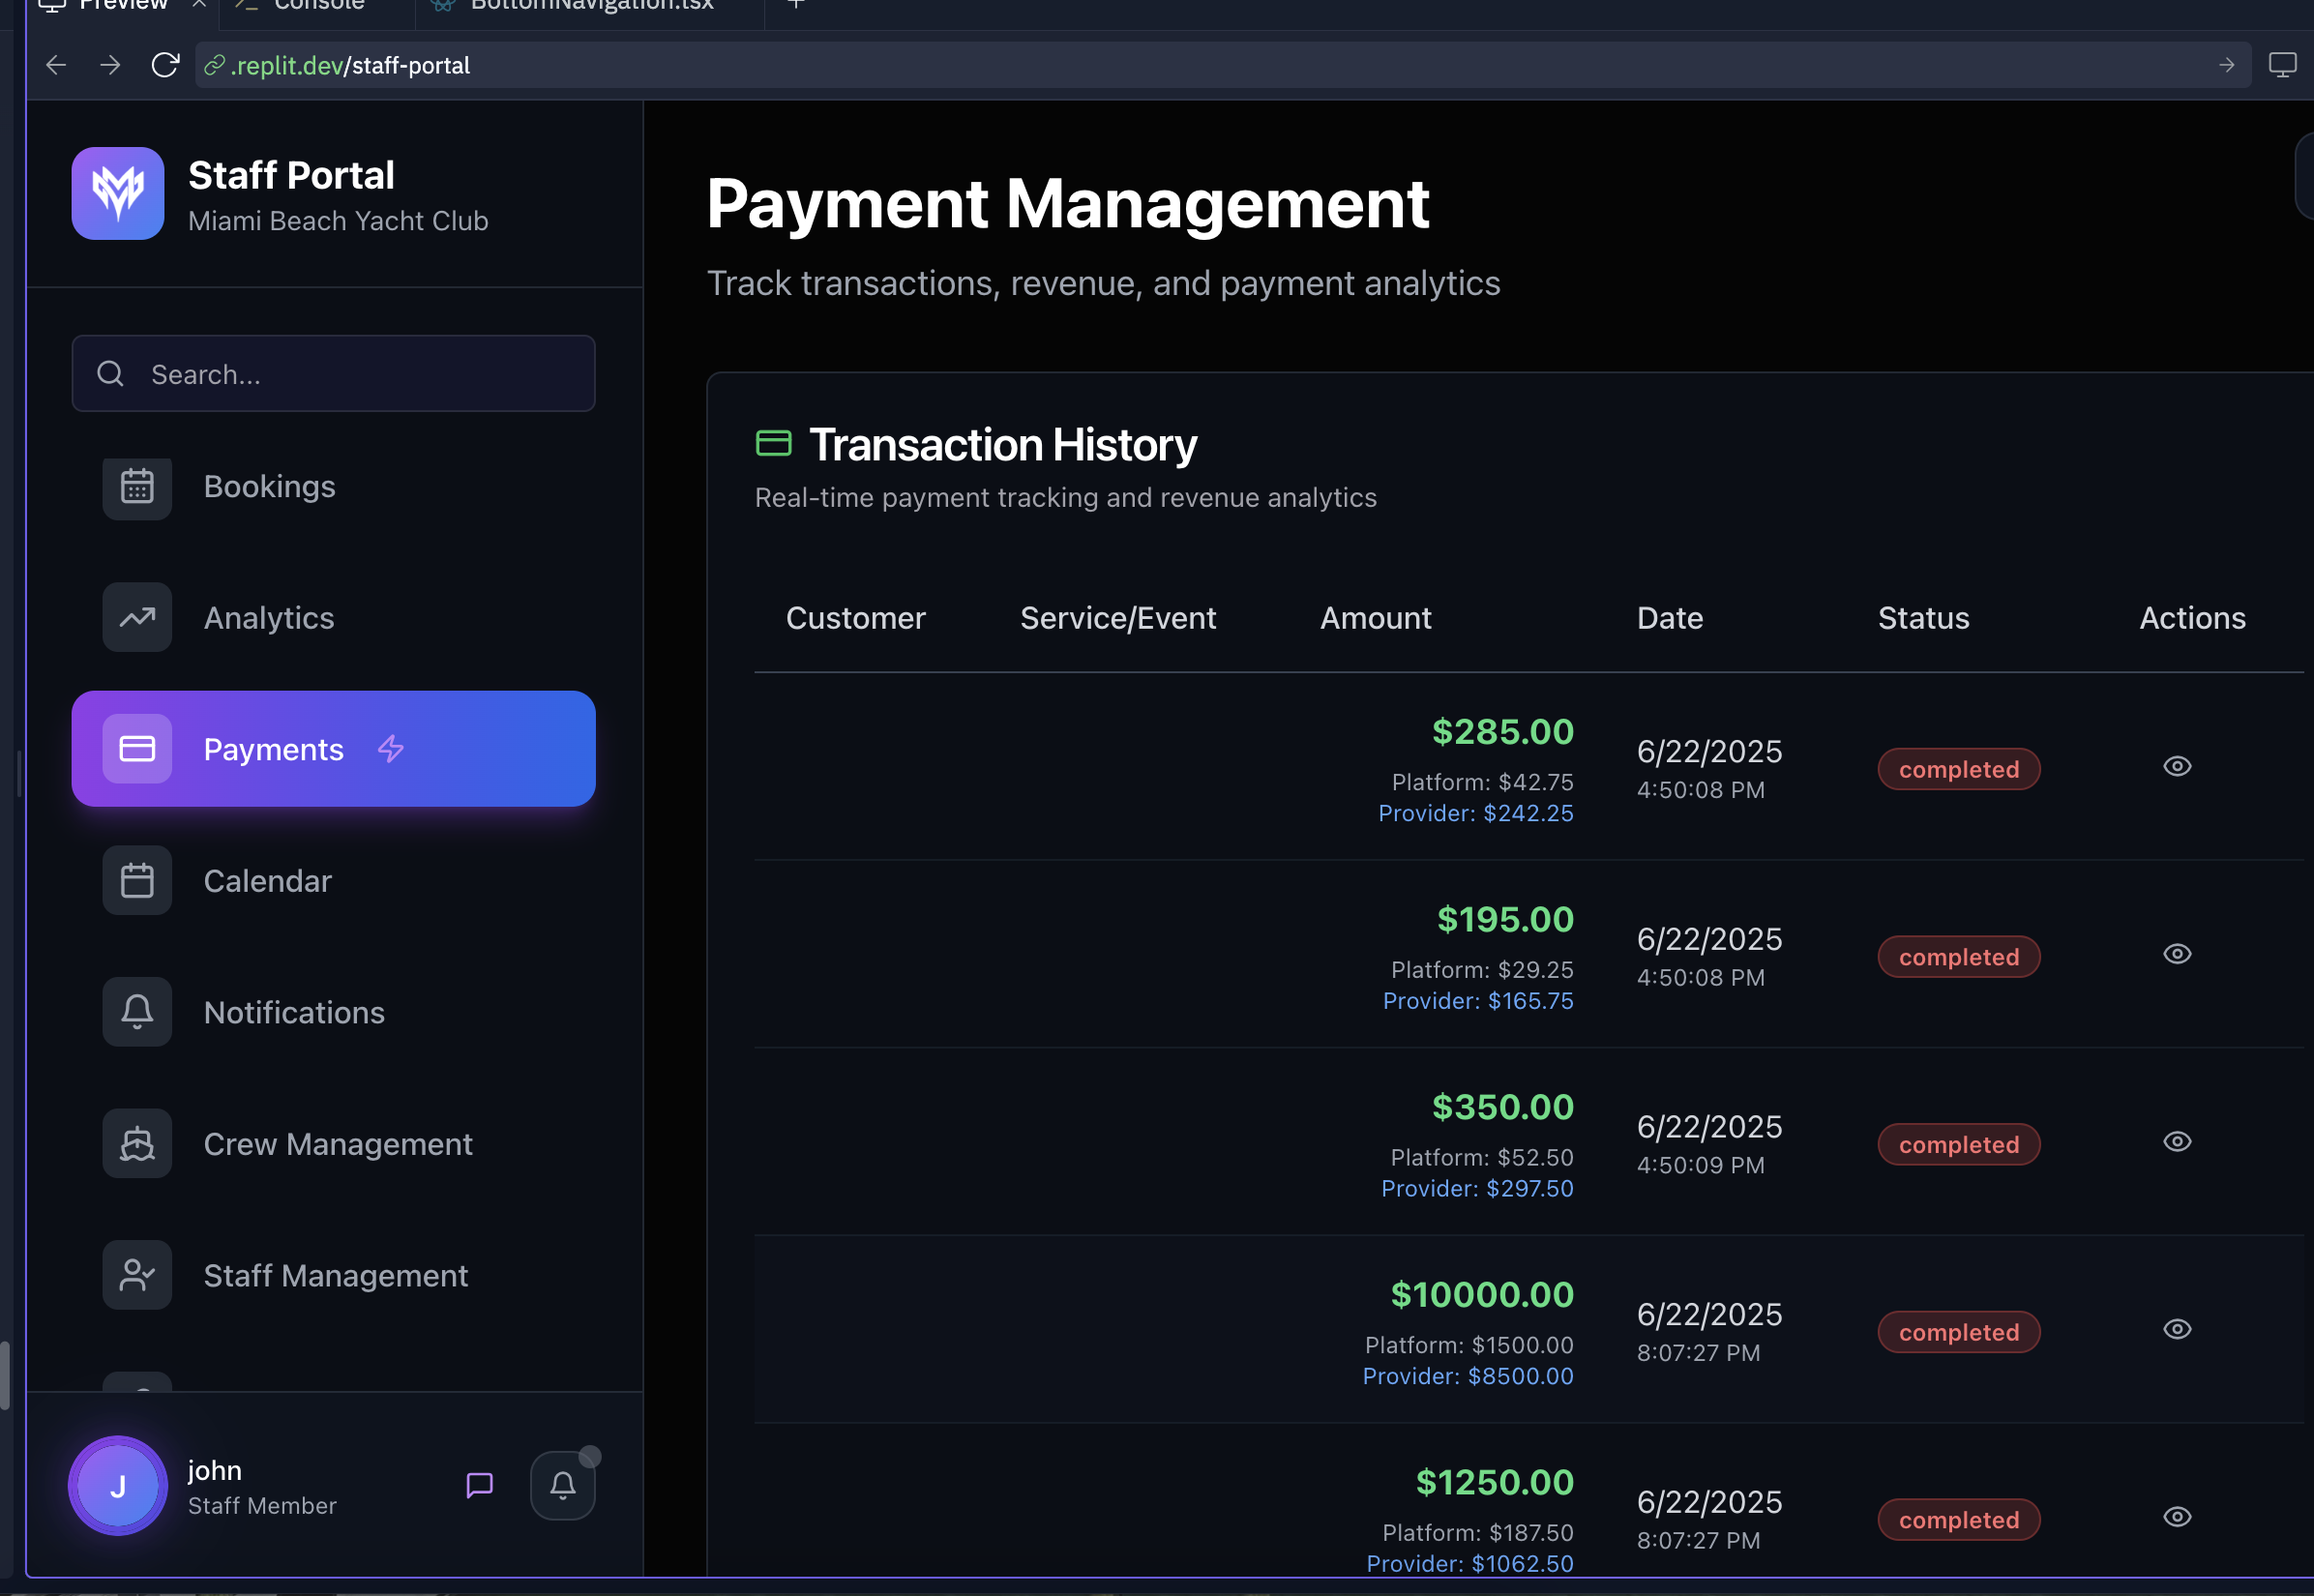 Preview
Console
BottomNavigation.tsx
.replit.dev/staff-portal
Staff Portal
Miami Beach Yacht Club
Search...
Bookings
Analytics
Payments
Calendar
Notifications
Crew Management
Staff Management
J
john
Staff Member
Payment Management
Track transactions, revenue, and payment analytics
Transaction History
Real-time payment tracking and revenue analytics
Customer Service/Event Amount Date Status Actions
$285.00
Platform: $42.75
Provider: $242.25
6/22/2025
4:50:08 PM
completed
$195.00
Platform: $29.25
Provider: $165.75
6/22/2025
4:50:08 PM
completed
$350.00
Platform: $52.50
Provider: $297.50
6/22/2025
4:50:09 PM
completed
$10000.00
Platform: $1500.00
Provider: $8500.00
6/22/2025
8:07:27 PM
completed
$1250.00
Platform: $187.50
Provider: $1062.50
6/22/2025
8:07:27 PM
completed